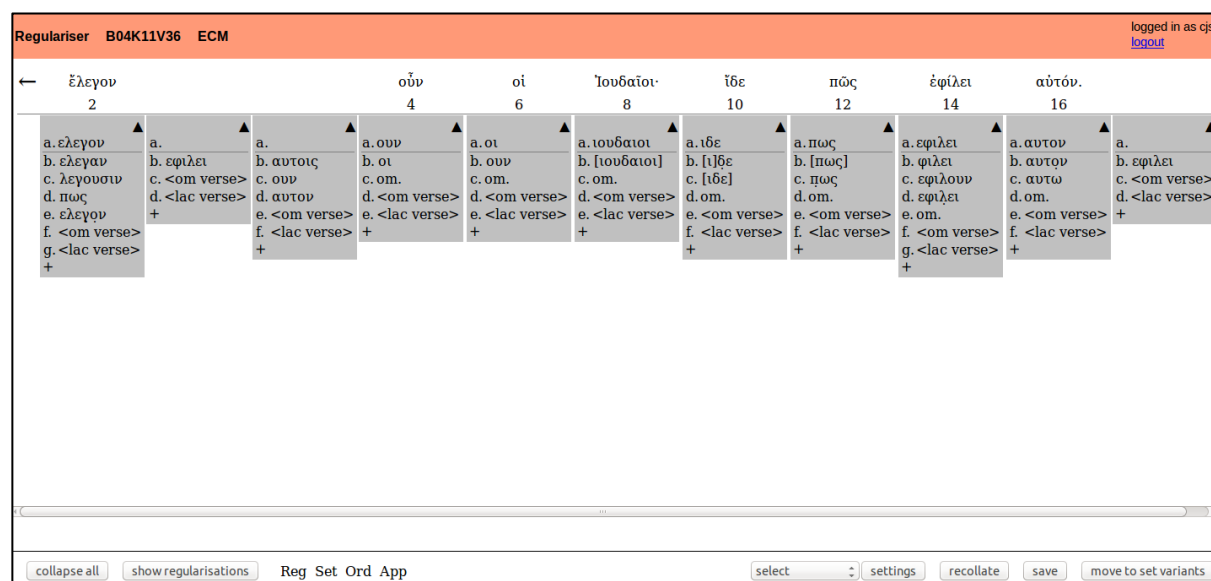 Regulariser B04K11V36 ECM
logged in as cjs
logout
← ἔλεγον οὖν οἱ Ἰουδαῖοι· ἴδε πῶς ἐφίλει αὐτόν.
2 4 6 8 10 12 14 16
▲ ▲ ▲ ▲ ▲ ▲ ▲ ▲ ▲ ▲ ▲
a. ελεγον a. a. a. ουν a. οι a. ιουδαιοι a. ιδε a. πως a. εφιλει a. αυτον a.
b. ελεγαν b. εφιλει b. αυτοις b. οι b. ουν b. [ιουδαιοι] b. [ι]δ̣ε b. [πως] b. φιλει b. αυτο̣ν b. εφιλει
c. λεγουσιν c. <om verse> c. ουν c. om. c. om. c. om. c. [ιδε] c. π̣ως c. εφιλουν c. αυτω c. <om verse>
d. πως d. <lac verse> d. αυτον d. <om verse> d. <om verse> d. <om verse> d. om. d. om. d. εφιλ̣ει d. om. d. <lac verse>
e. ελεγο̣ν + e. <om verse> e. <lac verse> e. <lac verse> e. <lac verse> e. <om verse> e. <om verse> e. om. e. <om verse> +
f. <om verse> f. <lac verse> + + + f. <lac verse> f. <lac verse> f. <om verse> f. <lac verse>
g. <lac verse> + + + g. <lac verse> +
+ +
collapse all show regularisations Reg Set Ord App select settings recollate save move to set variants